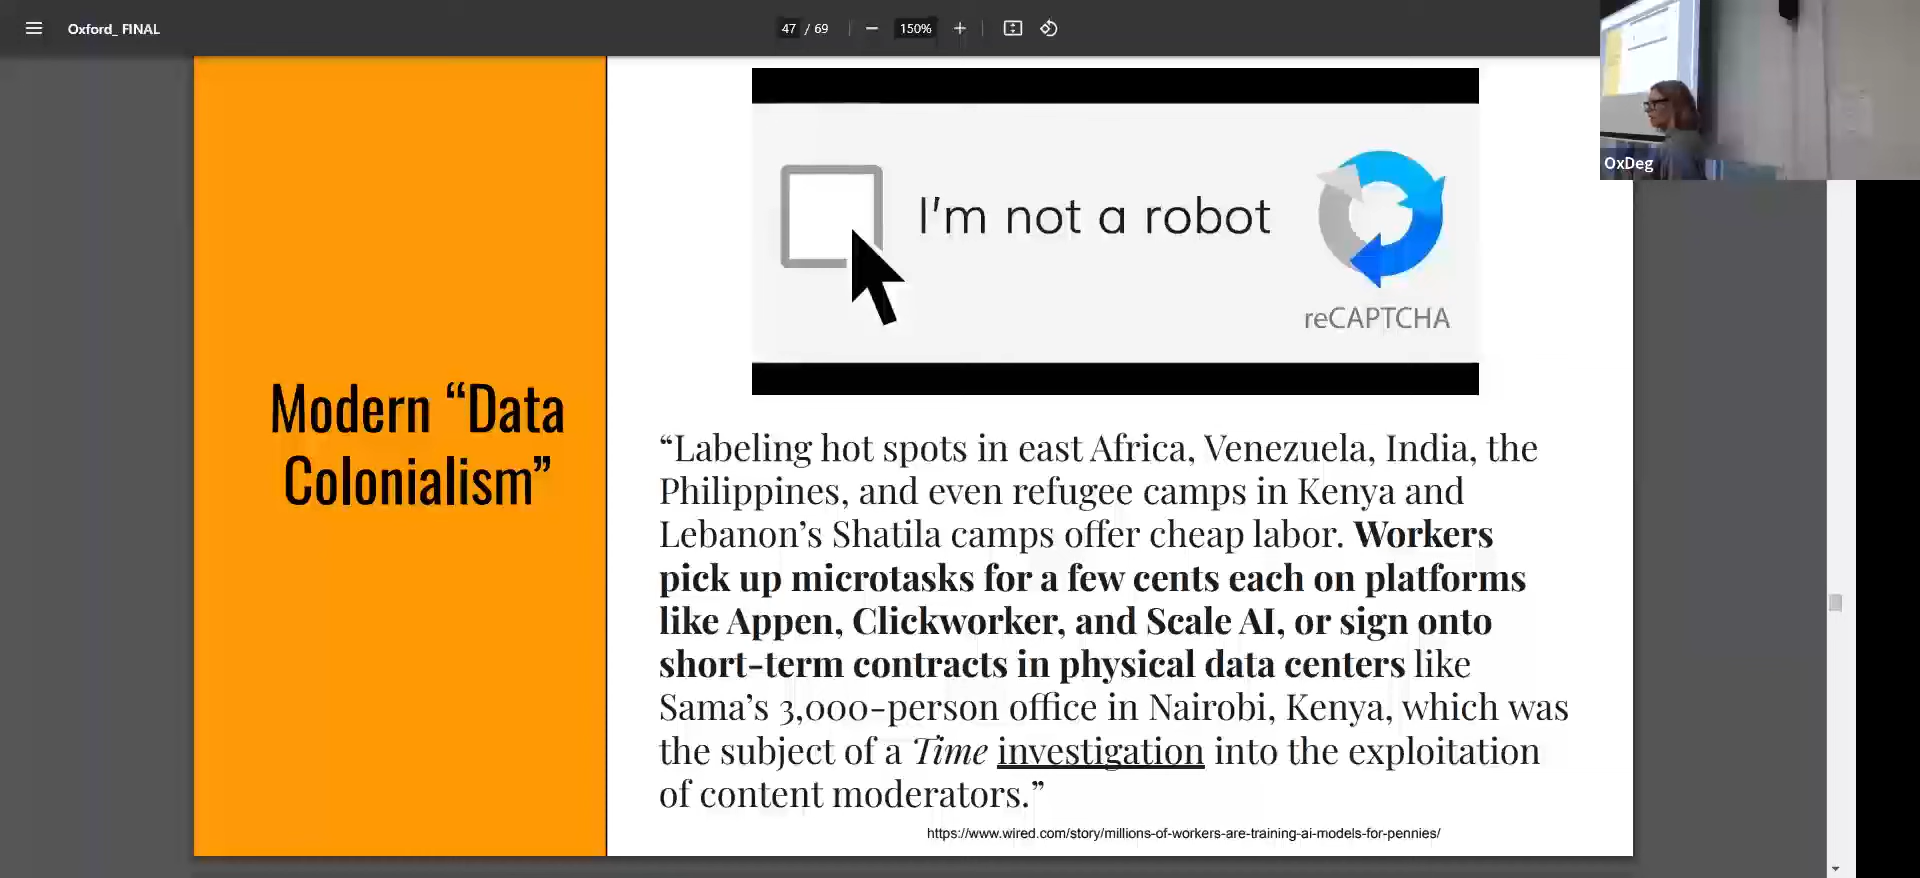 Oxford_ FINAL
47 / 69
150%
OxDeg
I'm not a robot
reCAPTCHA
Modern “Data
Colonialism”
“Labeling hot spots in east Africa, Venezuela, India, the
Philippines, and even refugee camps in Kenya and
Lebanon’s Shatila camps offer cheap labor. Workers
pick up microtasks for a few cents each on platforms
like Appen, Clickworker, and Scale AI, or sign onto
short-term contracts in physical data centers like
Sama’s 3,000-person office in Nairobi, Kenya, which was
the subject of a Time investigation into the exploitation
of content moderators.”
https://www.wired.com/story/millions-of-workers-are-training-ai-models-for-pennies/